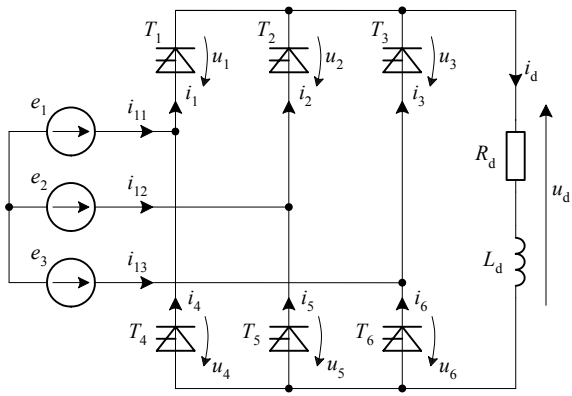 T1 T2 T3
u1 u2 u3
i1 i2 i3 id
e1 i11
Rd
ud
e2 i12
e3 i13
Ld
i4 i5 i6
T4 T5 T6
u4 u5 u6